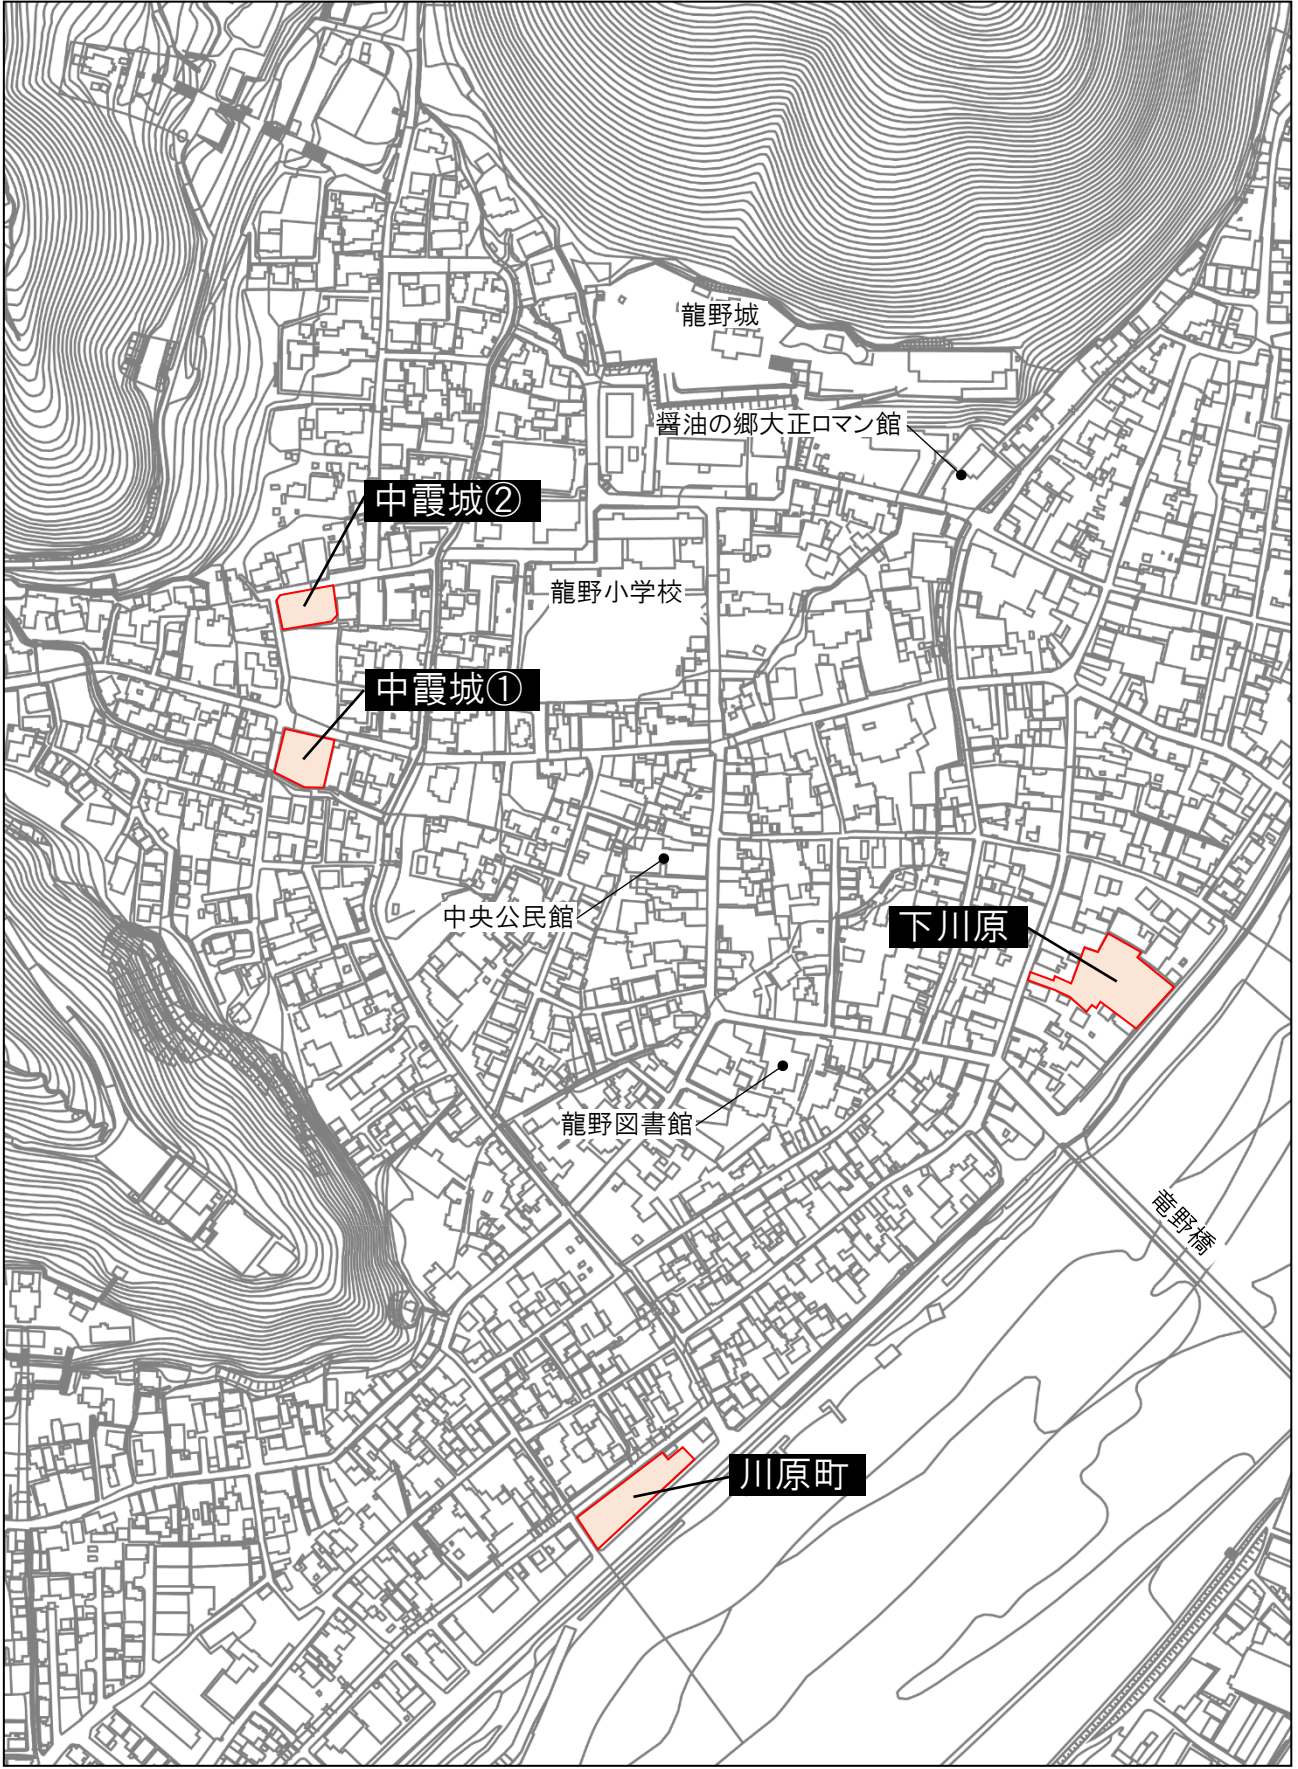 龍野城
醤油の郷大正ロマン館
中霞城②
龍野小学校
中霞城①
中央公民館
下川原
龍野図書館
竜野橋
川原町